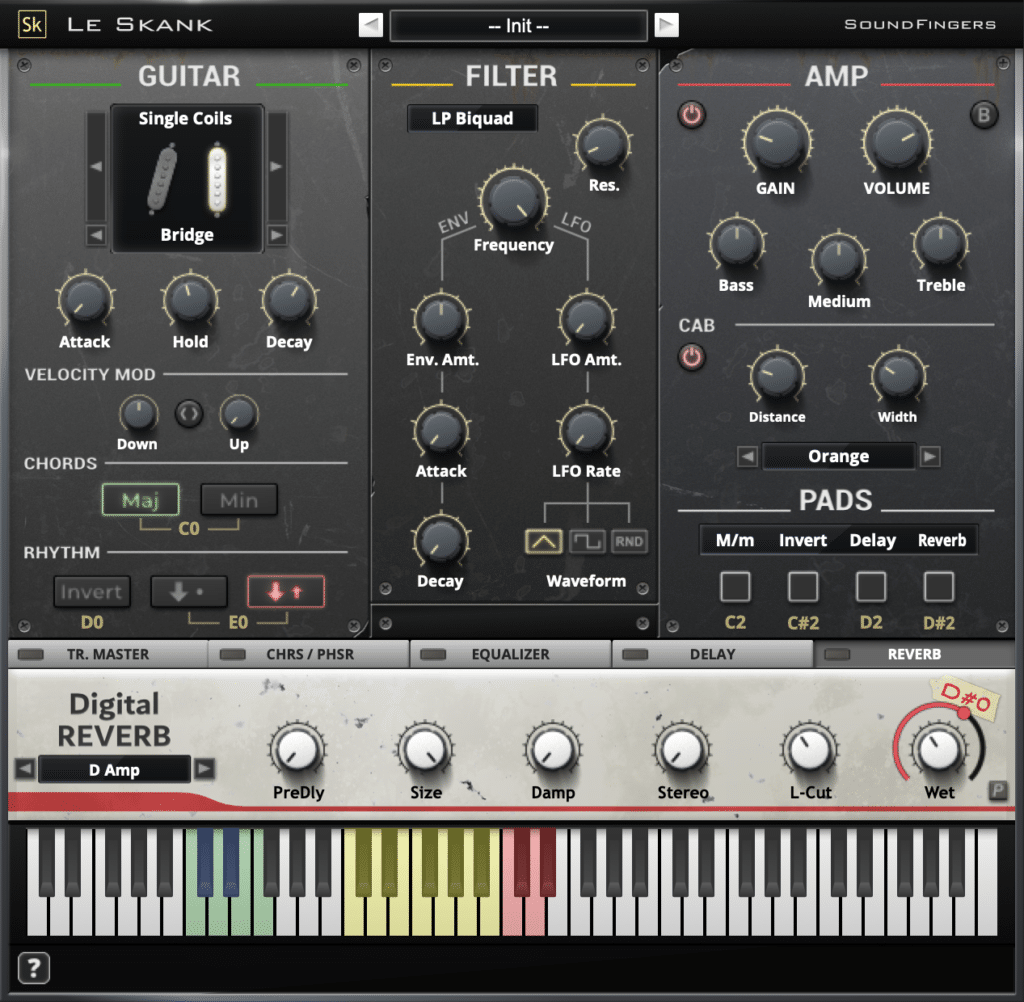 Sk LE SKANK
-- Init --
SOUNDFINGERS
GUITAR
Single Coils
Bridge
Attack Hold Decay
VELOCITY MOD
Down Up
CHORDS
Maj Min
C0
RHYTHM
Invert
D0 E0
FILTER
LP Biquad
Res.
ENV LFO
Frequency
Env. Amt. LFO Amt.
Attack LFO Rate
RND
Decay Waveform
AMP
B
GAIN VOLUME
Bass Medium Treble
CAB
Distance Width
Orange
PADS
M/m Invert Delay Reverb
C2 C#2 D2 D#2
TR. MASTER CHRS / PHSR EQUALIZER DELAY REVERB
Digital
REVERB
D Amp
PreDly Size Damp Stereo L-Cut Wet
D#0
P
?